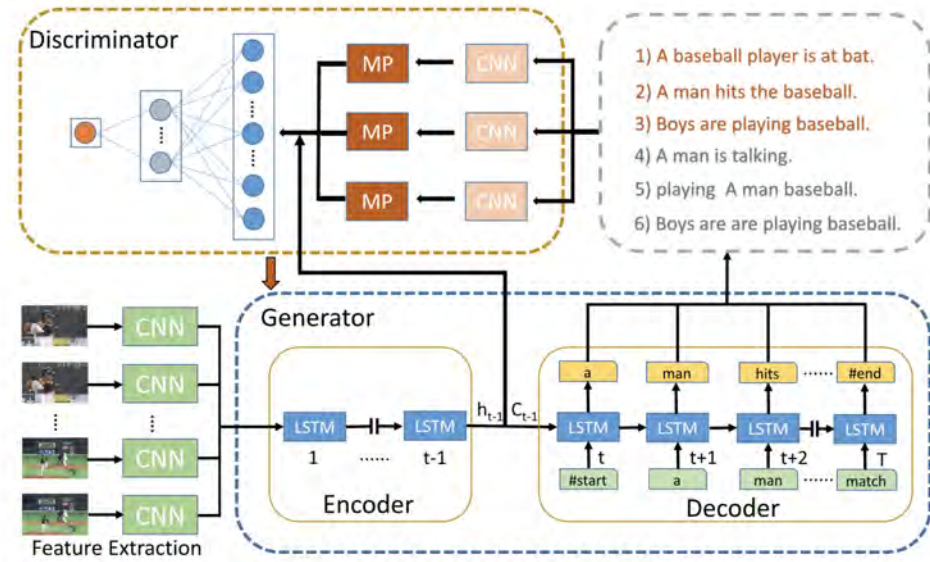 Discriminator
MP
CNN
MP
CNN
MP
CNN
1) A baseball player is at bat.
2) A man hits the baseball.
3) Boys are playing baseball.
4) A man is talking.
5) playing A man baseball.
6) Boys are are playing baseball.
CNN
CNN
CNN
CNN
Feature Extraction
Generator
LSTM
LSTM
1 ...... t-1
Encoder
h_{t-1} C_{t-1}
a man hits ...... #end
LSTM LSTM LSTM LSTM
t t+1 t+2 T
#start a man ...... match
Decoder